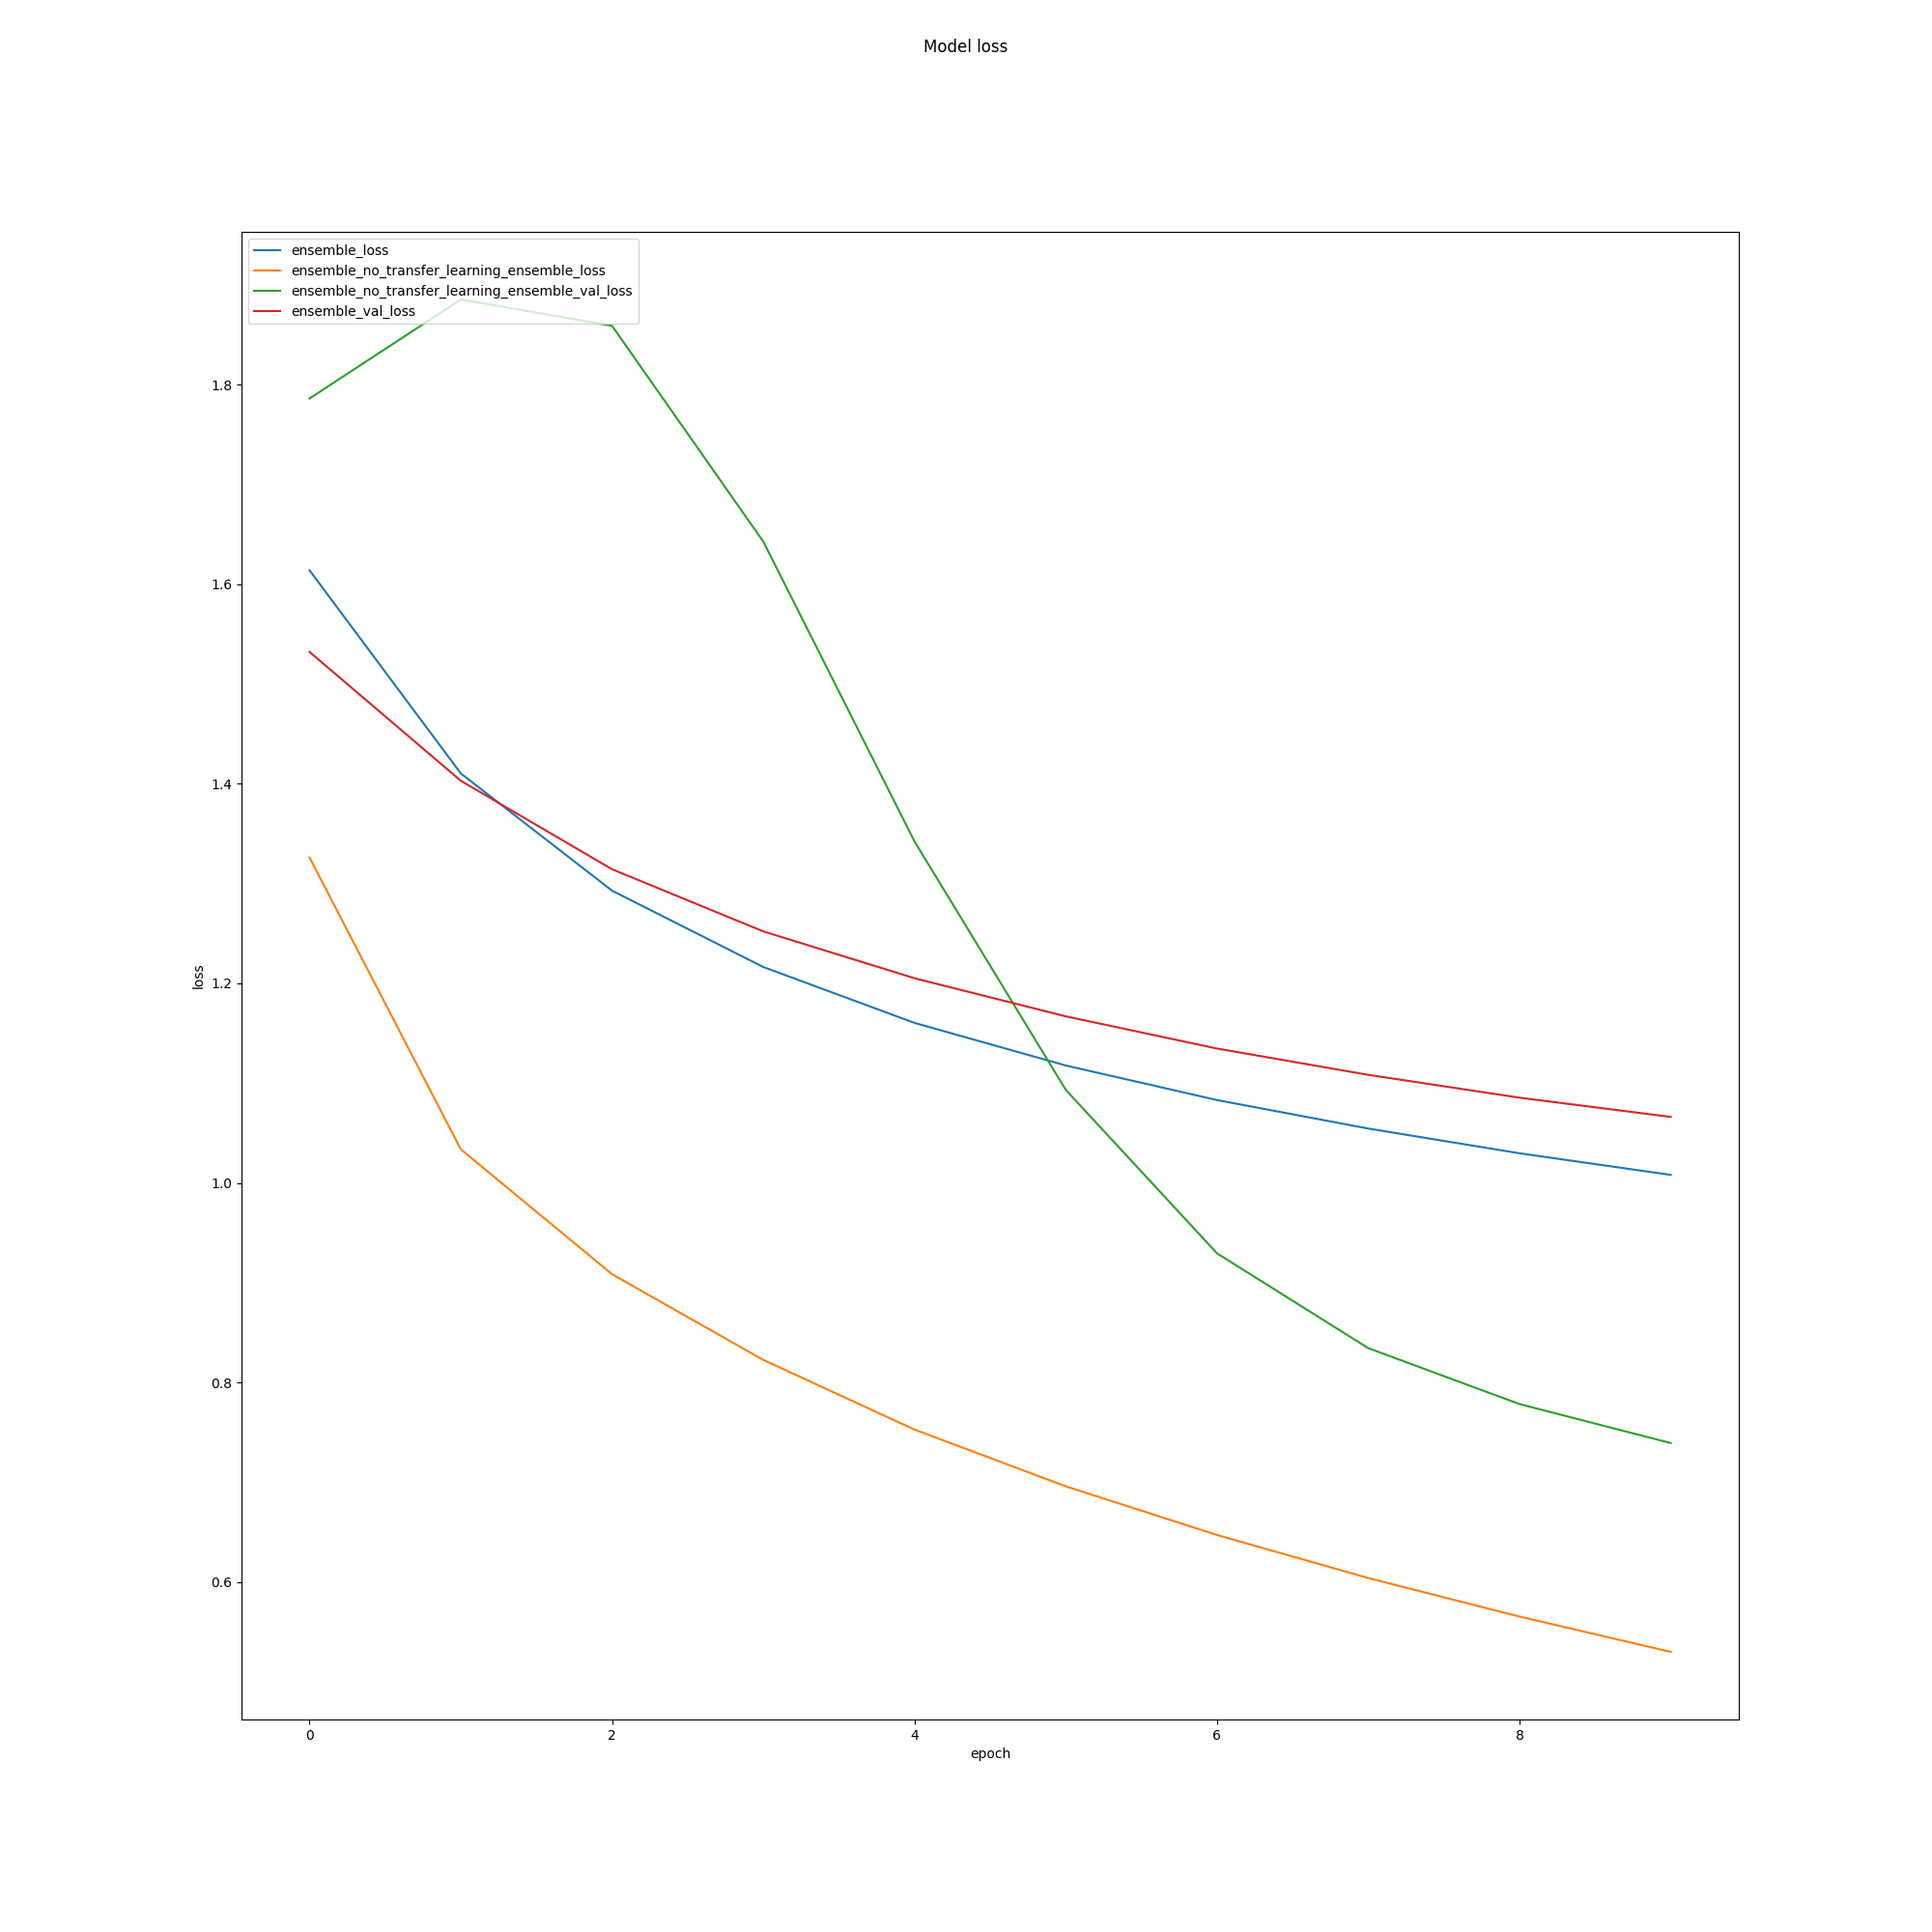 Model loss
ensemble_loss
ensemble_no_transfer_learning_ensemble_loss
ensemble_no_transfer_learning_ensemble_val_loss
ensemble_val_loss
1.8
1.6
1.4
1.2
1.0
0.8
0.6
loss
0 2 4 6 8
epoch